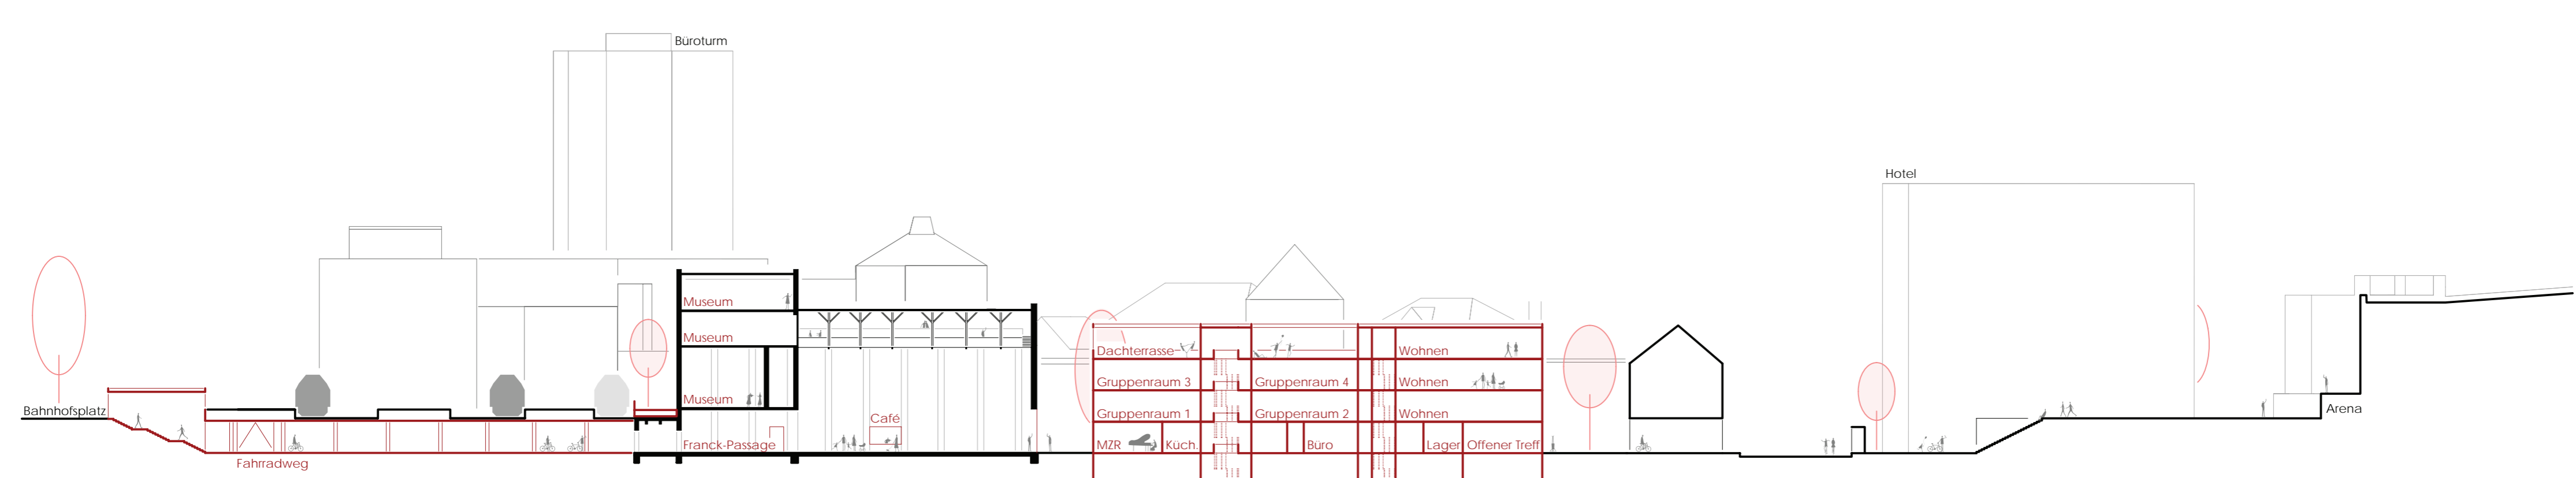 Büroturm
Hotel
Museum
Museum
Dachterrasse
Wohnen
Gruppenraum 3
Gruppenraum 4
Wohnen
Museum
Bahnhofsplatz
Café
Gruppenraum 1
Gruppenraum 2
Wohnen
Arena
Franck-Passage
MZR
Küch.
Büro
Lager
Offener Treff
Fahrradweg